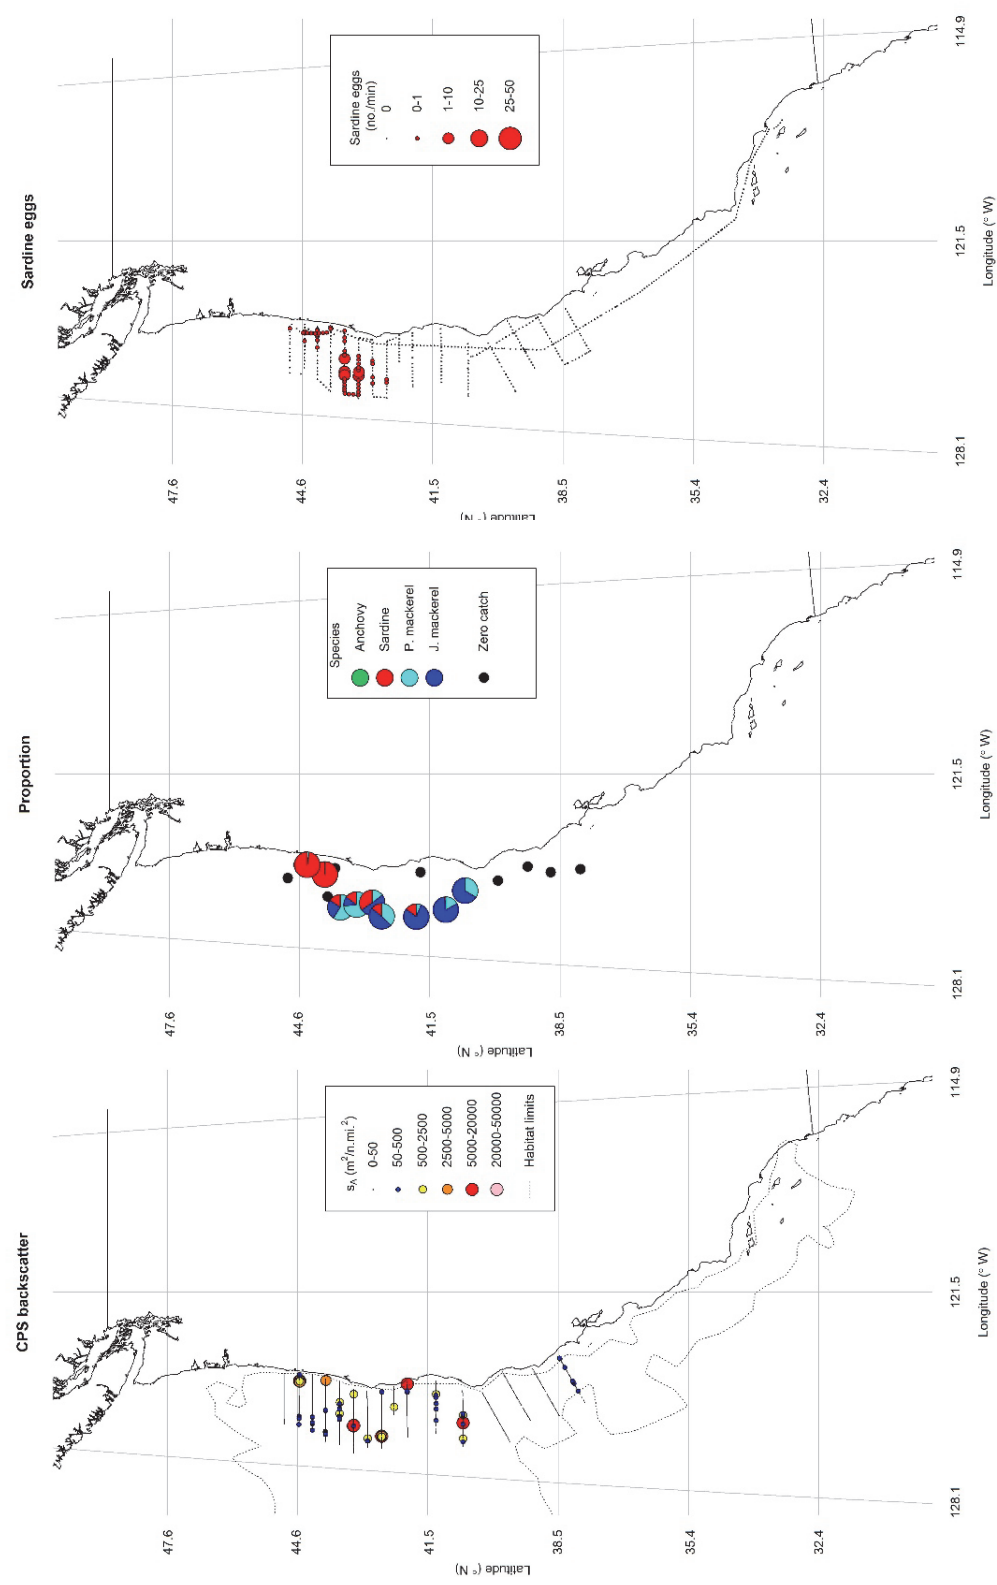 CPS backscatter
sA (m2/n.mi.2)
0-50
50-500
500-2500
2500-5000
5000-20000
20000-50000
Habitat limits
47.6
44.6
41.5
38.5
35.4
32.4
Latitude (° N)
128.1
121.5
114.9
Longitude (° W)
Proportion
Species
Anchovy
Sardine
P. mackerel
J. mackerel
Zero catch
47.6
44.6
41.5
38.5
35.4
32.4
Latitude (° N)
128.1
121.5
114.9
Longitude (° W)
Sardine eggs
Sardine eggs
(no./min)
0
0-1
1-10
10-25
25-50
47.6
44.6
41.5
38.5
35.4
32.4
Latitude (° N)
128.1
121.5
114.9
Longitude (° W)